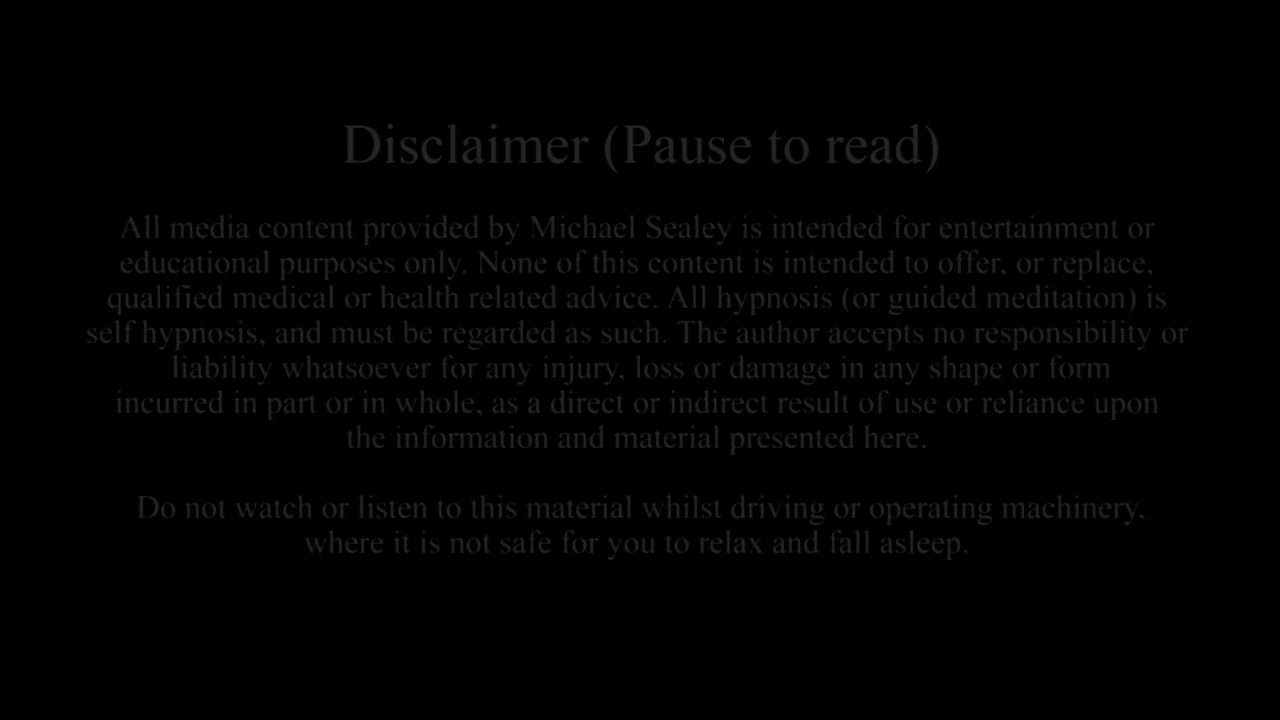 Disclaimer (Pause to read)
All media content provided by Michael Sealey is intended for entertainment or
educational purposes only. None of this content is intended to offer, or replace,
qualified medical or health related advice. All hypnosis (or guided meditation) is
self hypnosis, and must be regarded as such. The author accepts no responsibility or
liability whatsoever for any injury, loss or damage in any shape or form
incurred in part or in whole, as a direct or indirect result of use or reliance upon
the information and material presented here.
Do not watch or listen to this material whilst driving or operating machinery,
where it is not safe for you to relax and fall asleep.